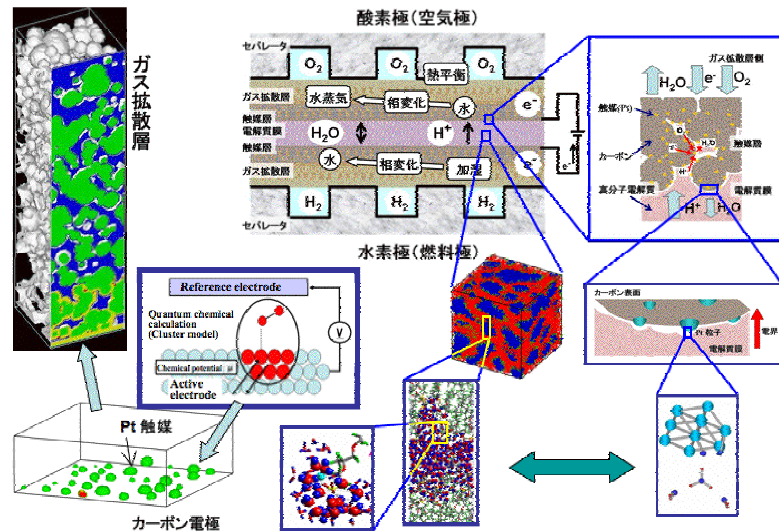 酸素極(空気極)
セパレータ
O₂ O₂ O₂
熱平衡
ガス拡散層
水蒸気
相変化
水
e⁻
触媒層
電解質膜
H₂O
H⁺
触媒層
水
相変化
加湿
e⁻
e⁻
ガス拡散層
セパレータ
H₂ H₂ H₂
水素極(燃料極)
ガス拡散層
ガス拡散層側
H₂O
e⁻
O₂
触媒(Pt)
カーボン
触媒層
H₂O
H⁺
高分子電解質
電解質膜
H⁺
H₂O
Reference electrode
Quantum chemical
calculation
(Cluster model)
V
Chemical potential μ
Active
electrode
カーボン表面
Pt 粒子
電解質膜
電界
Pt 触媒
カーボン電極